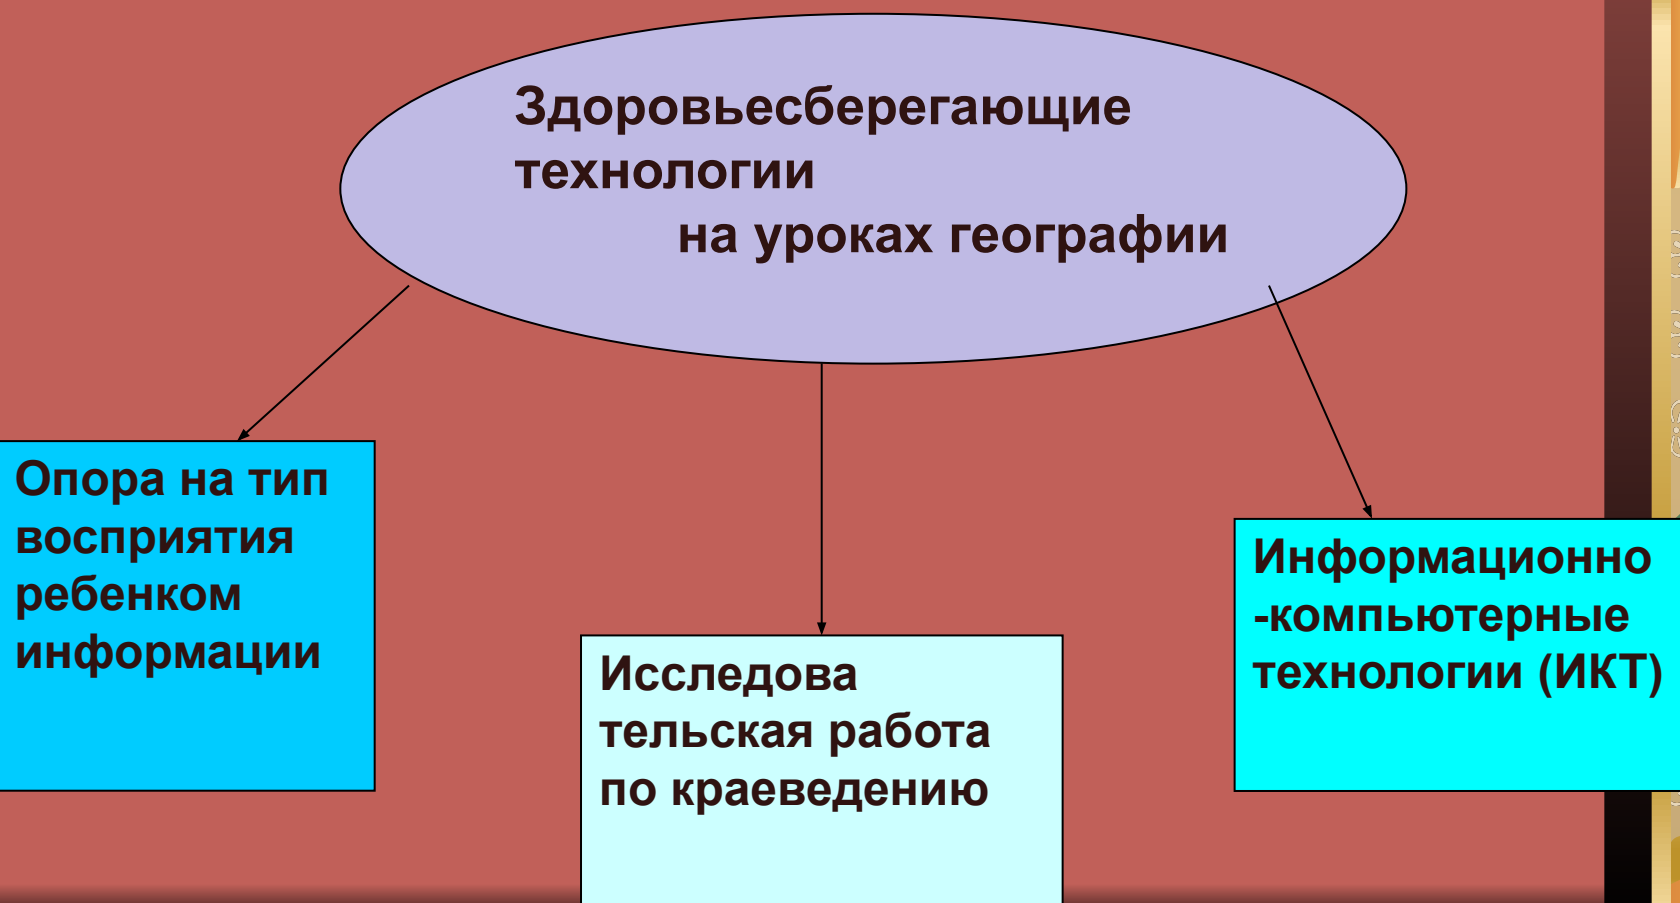 Здоровьесберегающие
технологии
на уроках географии
Опора на тип
восприятия
ребенком
информации
Исследова
тельская работа
по краеведению
Информационно
-компьютерные
технологии (ИКТ)